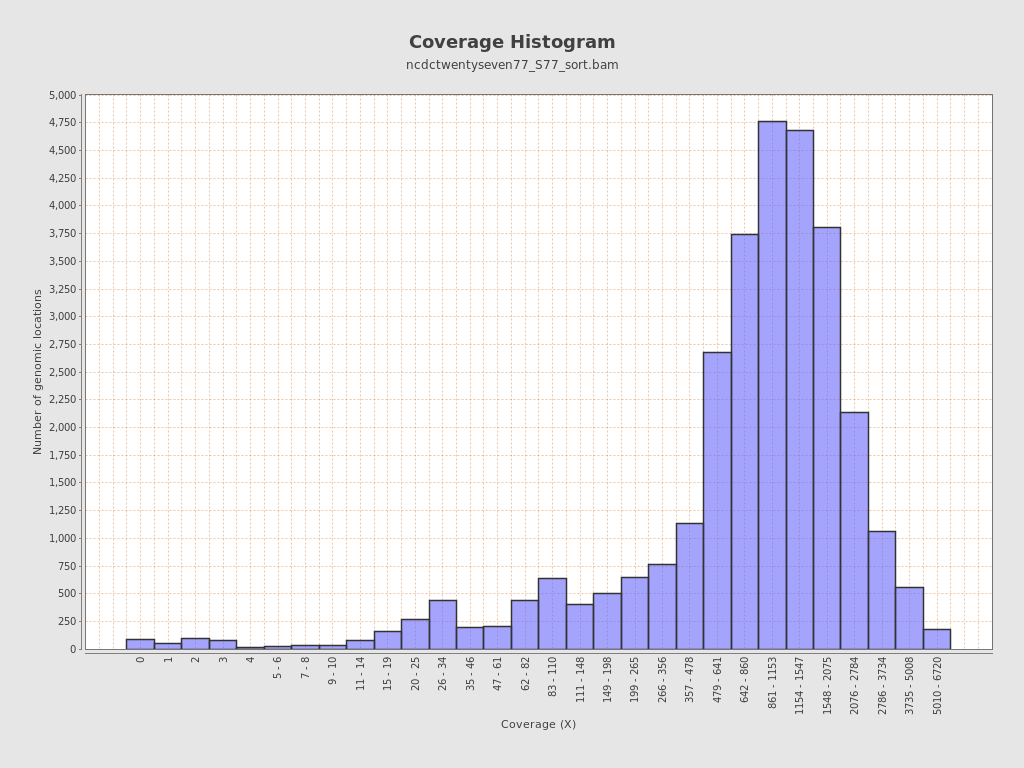 Coverage Histogram
ncdctwentyseven77_S77_sort.bam
Number of genomic locations
5,000
4,750
4,500
4,250
4,000
3,750
3,500
3,250
3,000
2,750
2,500
2,250
2,000
1,750
1,500
1,250
1,000
750
500
250
0
0
1
2
3
4
5 - 6
7 - 8
9 - 10
11 - 14
15 - 19
20 - 25
26 - 34
35 - 46
47 - 61
62 - 82
83 - 110
111 - 148
149 - 198
199 - 265
266 - 356
357 - 478
479 - 641
642 - 860
861 - 1153
1154 - 1547
1548 - 2075
2076 - 2784
2786 - 3734
3735 - 5008
5010 - 6720
Coverage (X)